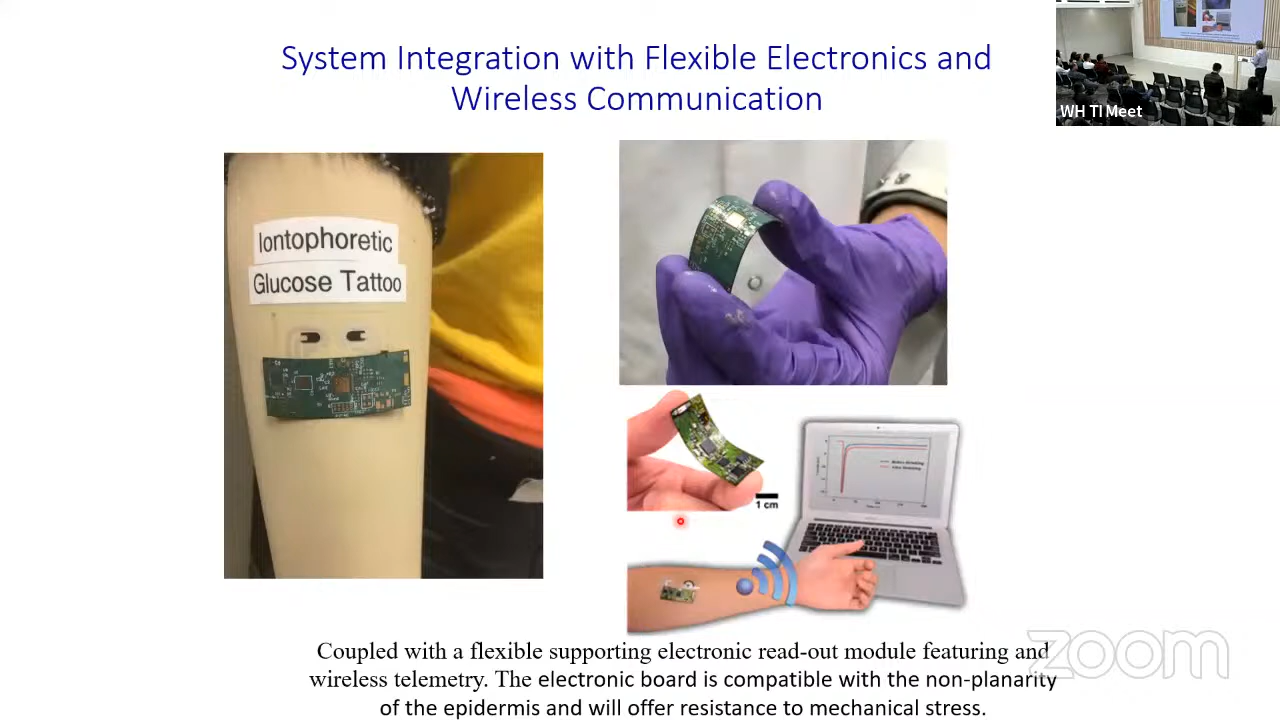 System Integration with Flexible Electronics and
Wireless Communication
WH TI Meet
Iontophoretic
Glucose Tattoo
1 cm
Coupled with a flexible supporting electronic read-out module featuring and
wireless telemetry. The electronic board is compatible with the non-planarity
of the epidermis and will offer resistance to mechanical stress.
zoom